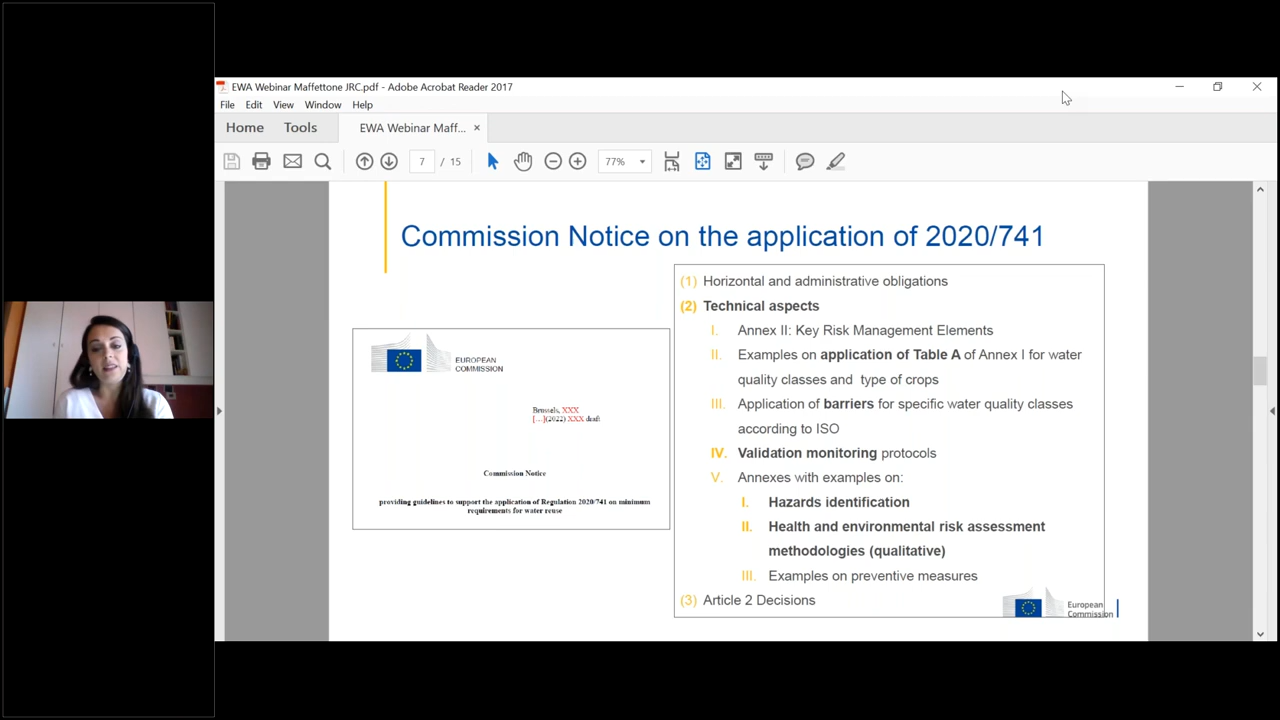 EWA Webinar Maffettone JRC.pdf - Adobe Acrobat Reader 2017
File Edit View Window Help
Home Tools EWA Webinar Maff... ×
7 / 15 77%
Commission Notice on the application of 2020/741
EUROPEAN
COMMISSION
Brussels, XXX
[...](2022) XXX draft
Commission Notice
providing guidelines to support the application of Regulation 2020/741 on minimum
requirements for water reuse
(1) Horizontal and administrative obligations
(2) Technical aspects
I. Annex II: Key Risk Management Elements
II. Examples on application of Table A of Annex I for water
quality classes and type of crops
III. Application of barriers for specific water quality classes
according to ISO
IV. Validation monitoring protocols
V. Annexes with examples on:
I. Hazards identification
II. Health and environmental risk assessment
methodologies (qualitative)
III. Examples on preventive measures
(3) Article 2 Decisions
European
Commission